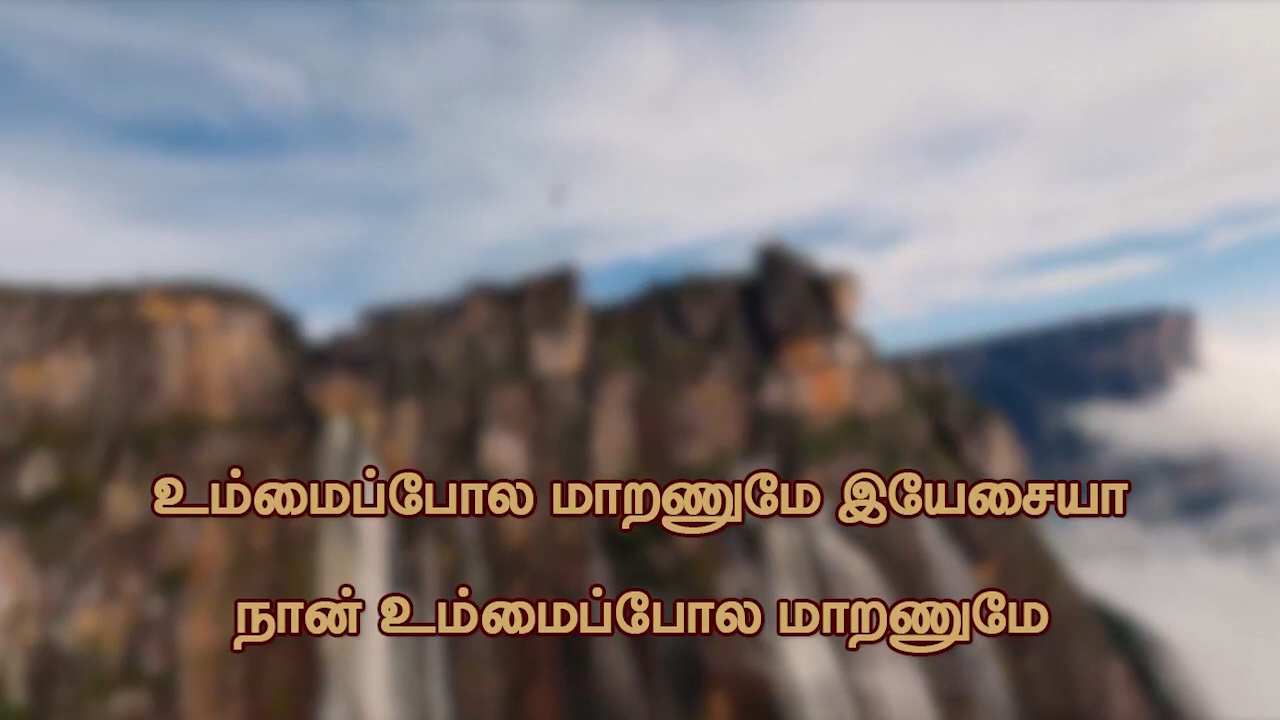 உம்மைப்போல மாறணுமே இயேசையா
நான் உம்மைப்போல மாறணுமே